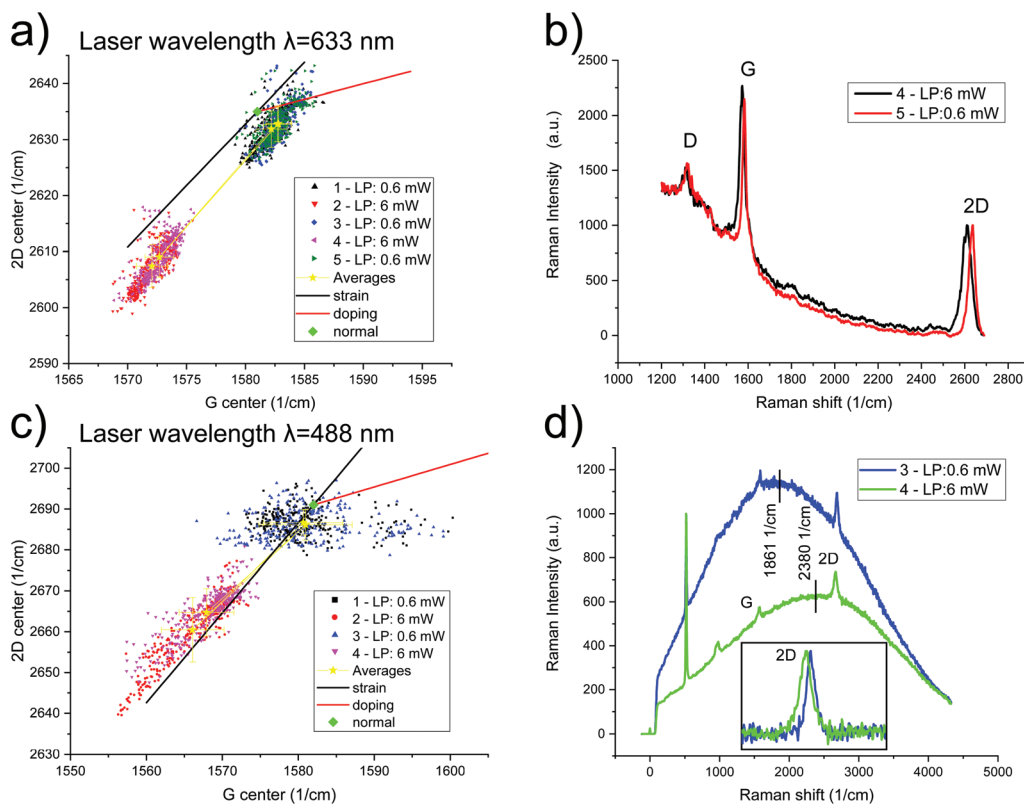 a)
Laser wavelength λ=633 nm
2D center (1/cm)
2640
2630
2620
2610
2600
2590
1 - LP: 0.6 mW
2 - LP: 6 mW
3 - LP: 0.6 mW
4 - LP: 6 mW
5 - LP: 0.6 mW
Averages
strain
doping
normal
1565 1570 1575 1580 1585 1590 1595
G center (1/cm)
b)
Raman Intensity (a.u.)
2500
2000
1500
1000
500
0
D
G
2D
4 - LP:6 mW
5 - LP:0.6 mW
1000 1200 1400 1600 1800 2000 2200 2400 2600 2800
Raman shift (1/cm)
c)
Laser wavelength λ=488 nm
2D center (1/cm)
2700
2690
2680
2670
2660
2650
2640
2630
1 - LP: 0.6 mW
2 - LP: 6 mW
3 - LP: 0.6 mW
4 - LP: 6 mW
Averages
strain
doping
normal
1550 1560 1570 1580 1590 1600
G center (1/cm)
d)
Raman Intensity (a.u.)
1200
1000
800
600
400
200
0
3 - LP:0.6 mW
4 - LP:6 mW
1861 1/cm
2380 1/cm
2D
G
2D
0 1000 2000 3000 4000 5000
Raman shift (1/cm)